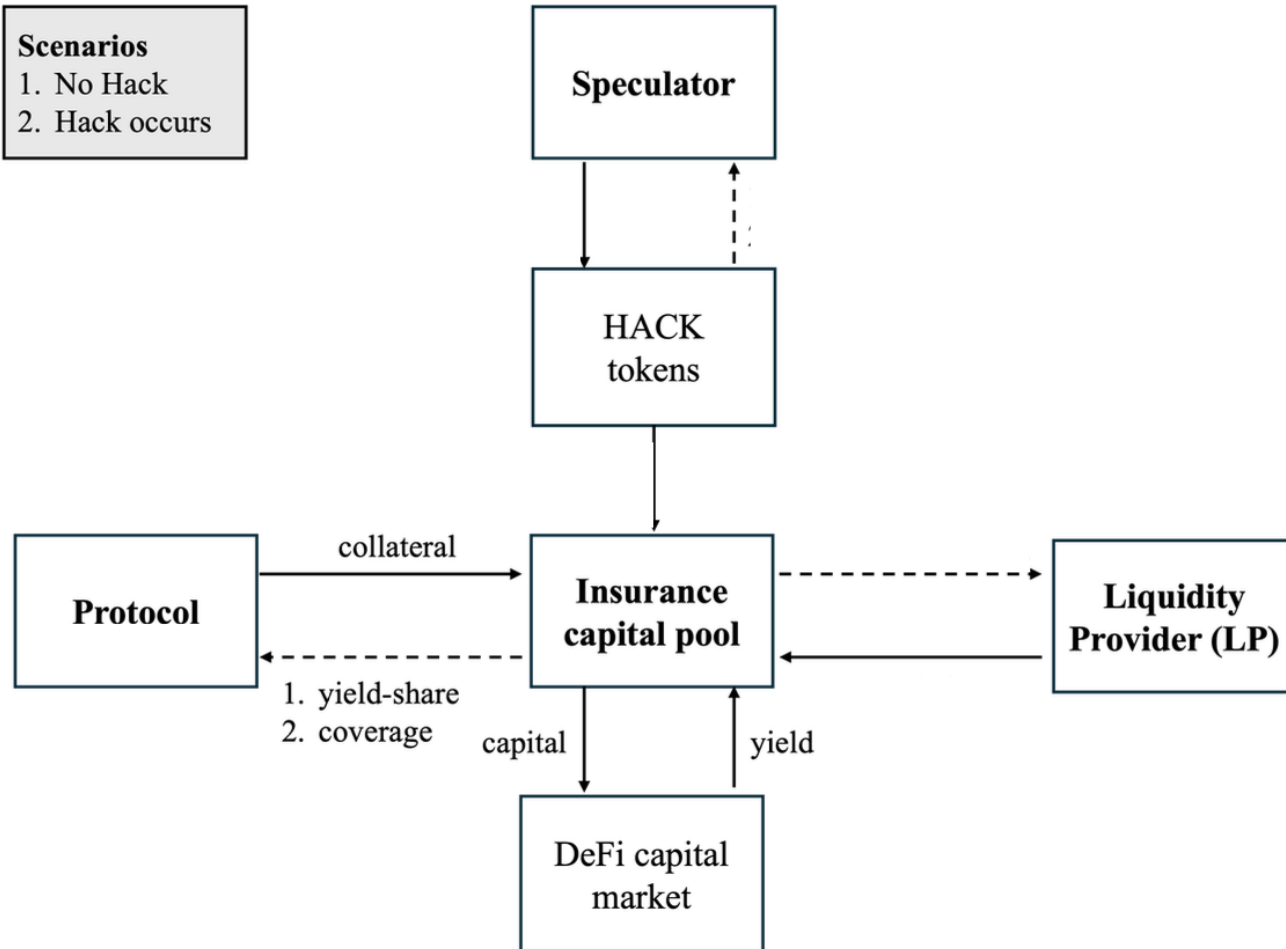 Scenarios
1. No Hack
2. Hack occurs
Speculator
HACK
tokens
collateral
Protocol
Insurance
capital pool
Liquidity
Provider (LP)
1. yield-share
2. coverage
capital
yield
DeFi capital
market